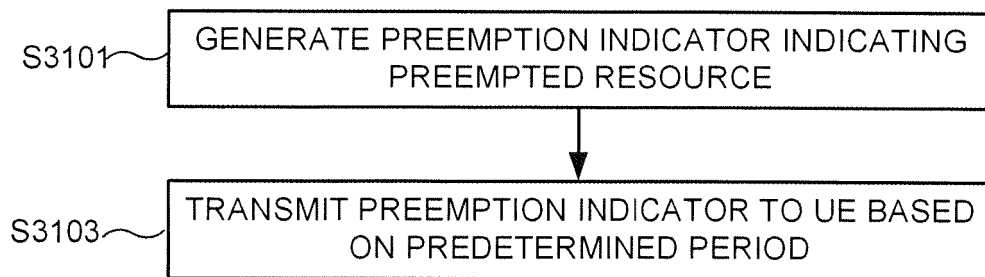 S3101
GENERATE PREEMPTION INDICATOR INDICATING
PREEMPTED RESOURCE
S3103
TRANSMIT PREEMPTION INDICATOR TO UE BASED
ON PREDETERMINED PERIOD